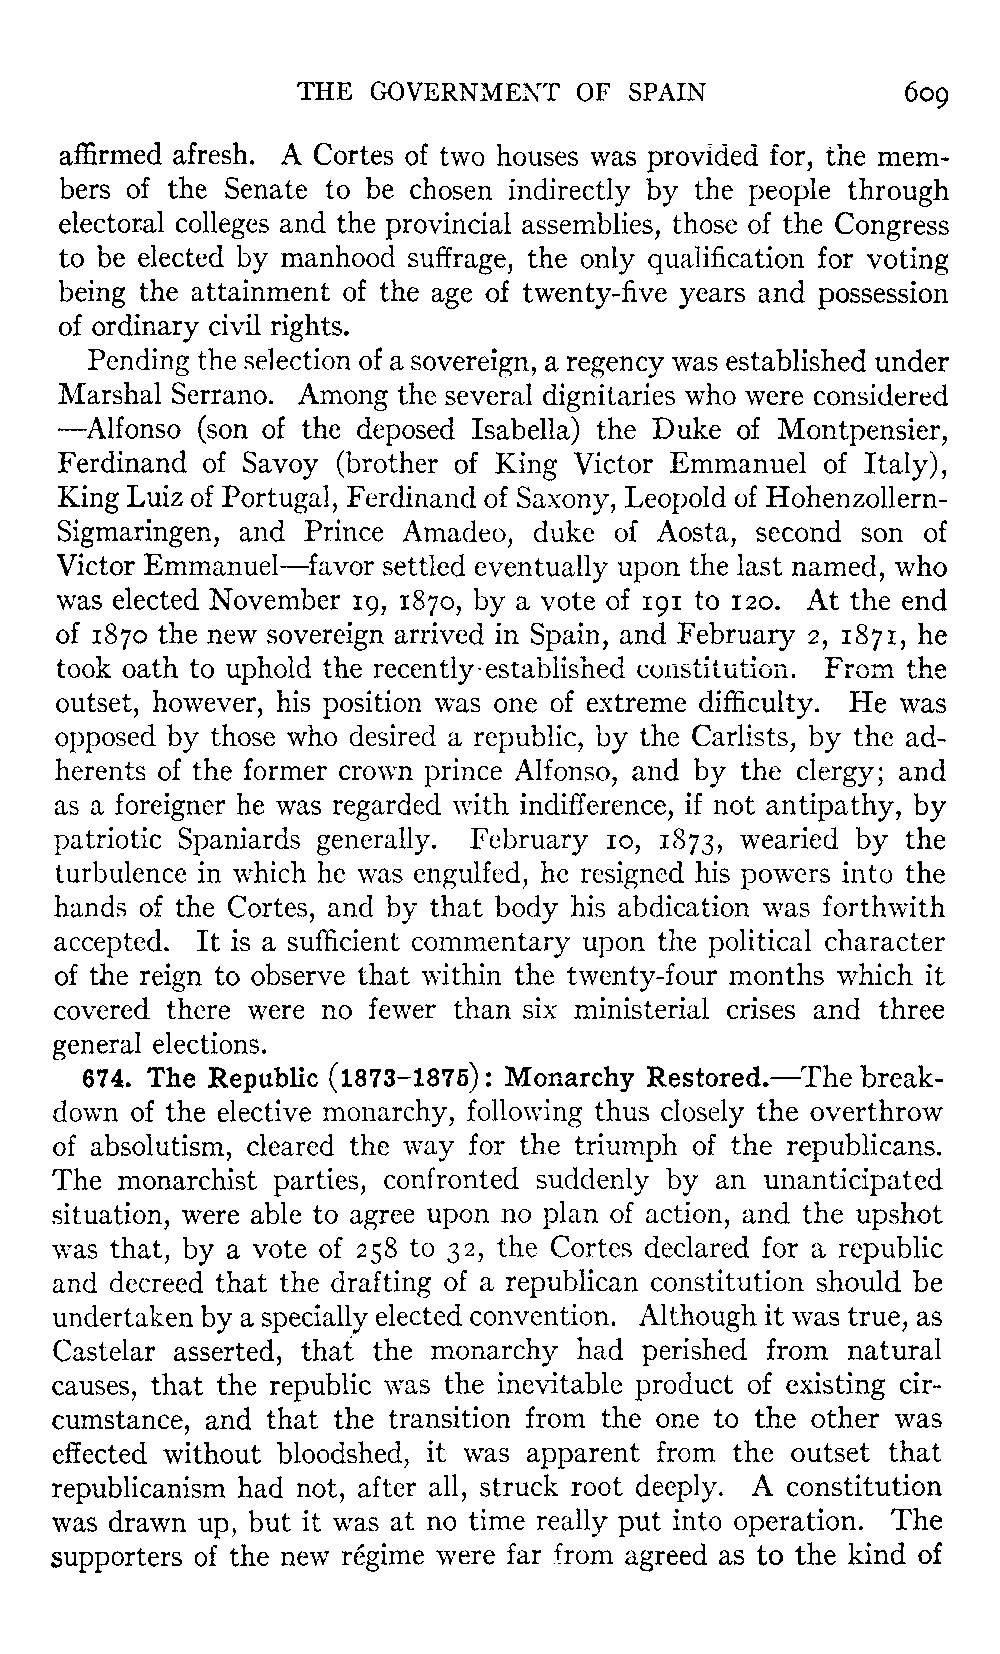 THE GOVERNMENT OF SPAIN 609
affirmed afresh. A Cortes of two houses was provided for, the mem-
bers of the Senate to be chosen indirectly by the people through
electoral colleges and the provincial assemblies, those of the Congress
to be elected by manhood suffrage, the only qualification for voting
being the attainment of the age of twenty-five years and possession
of ordinary civil rights.
Pending the selection of a sovereign, a regency was established under
Marshal Serrano. Among the several dignitaries who were considered
—Alfonso (son of the deposed Isabella) the Duke of Montpensier,
Ferdinand of Savoy (brother of King Victor Emmanuel of Italy),
King Luiz of Portugal, Ferdinand of Saxony, Leopold of Hohenzollern-
Sigmaringen, and Prince Amadeo, duke of Aosta, second son of
Victor Emmanuel—favor settled eventually upon the last named, who
was elected November 19, 1870, by a vote of 191 to 120. At the end
of 1870 the new sovereign arrived in Spain, and February 2, 1871, he
took oath to uphold the recently-established constitution. From the
outset, however, his position was one of extreme difficulty. He was
opposed by those who desired a republic, by the Carlists, by the ad-
herents of the former crown prince Alfonso, and by the clergy; and
as a foreigner he was regarded with indifference, if not antipathy, by
patriotic Spaniards generally. February 10, 1873, wearied by the
turbulence in which he was engulfed, he resigned his powers into the
hands of the Cortes, and by that body his abdication was forthwith
accepted. It is a sufficient commentary upon the political character
of the reign to observe that within the twenty-four months which it
covered there were no fewer than six ministerial crises and three
general elections.
674. The Republic (1873–1875): Monarchy Restored.—The break-
down of the elective monarchy, following thus closely the overthrow
of absolutism, cleared the way for the triumph of the republicans.
The monarchist parties, confronted suddenly by an unanticipated
situation, were able to agree upon no plan of action, and the upshot
was that, by a vote of 258 to 32, the Cortes declared for a republic
and decreed that the drafting of a republican constitution should be
undertaken by a specially elected convention. Although it was true, as
Castelar asserted, that the monarchy had perished from natural
causes, that the republic was the inevitable product of existing cir-
cumstance, and that the transition from the one to the other was
effected without bloodshed, it was apparent from the outset that
republicanism had not, after all, struck root deeply. A constitution
was drawn up, but it was at no time really put into operation. The
supporters of the new régime were far from agreed as to the kind of